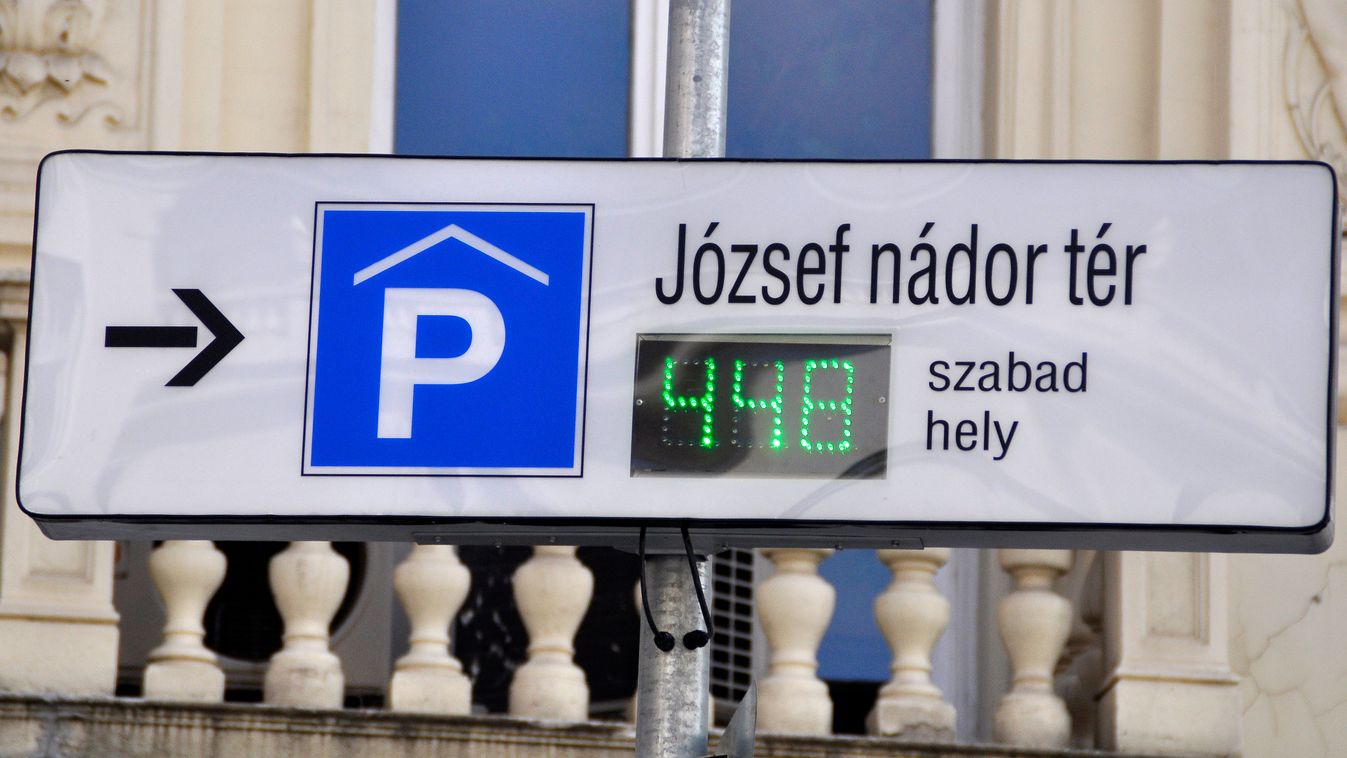 P
József nádor tér
448
szabad
hely